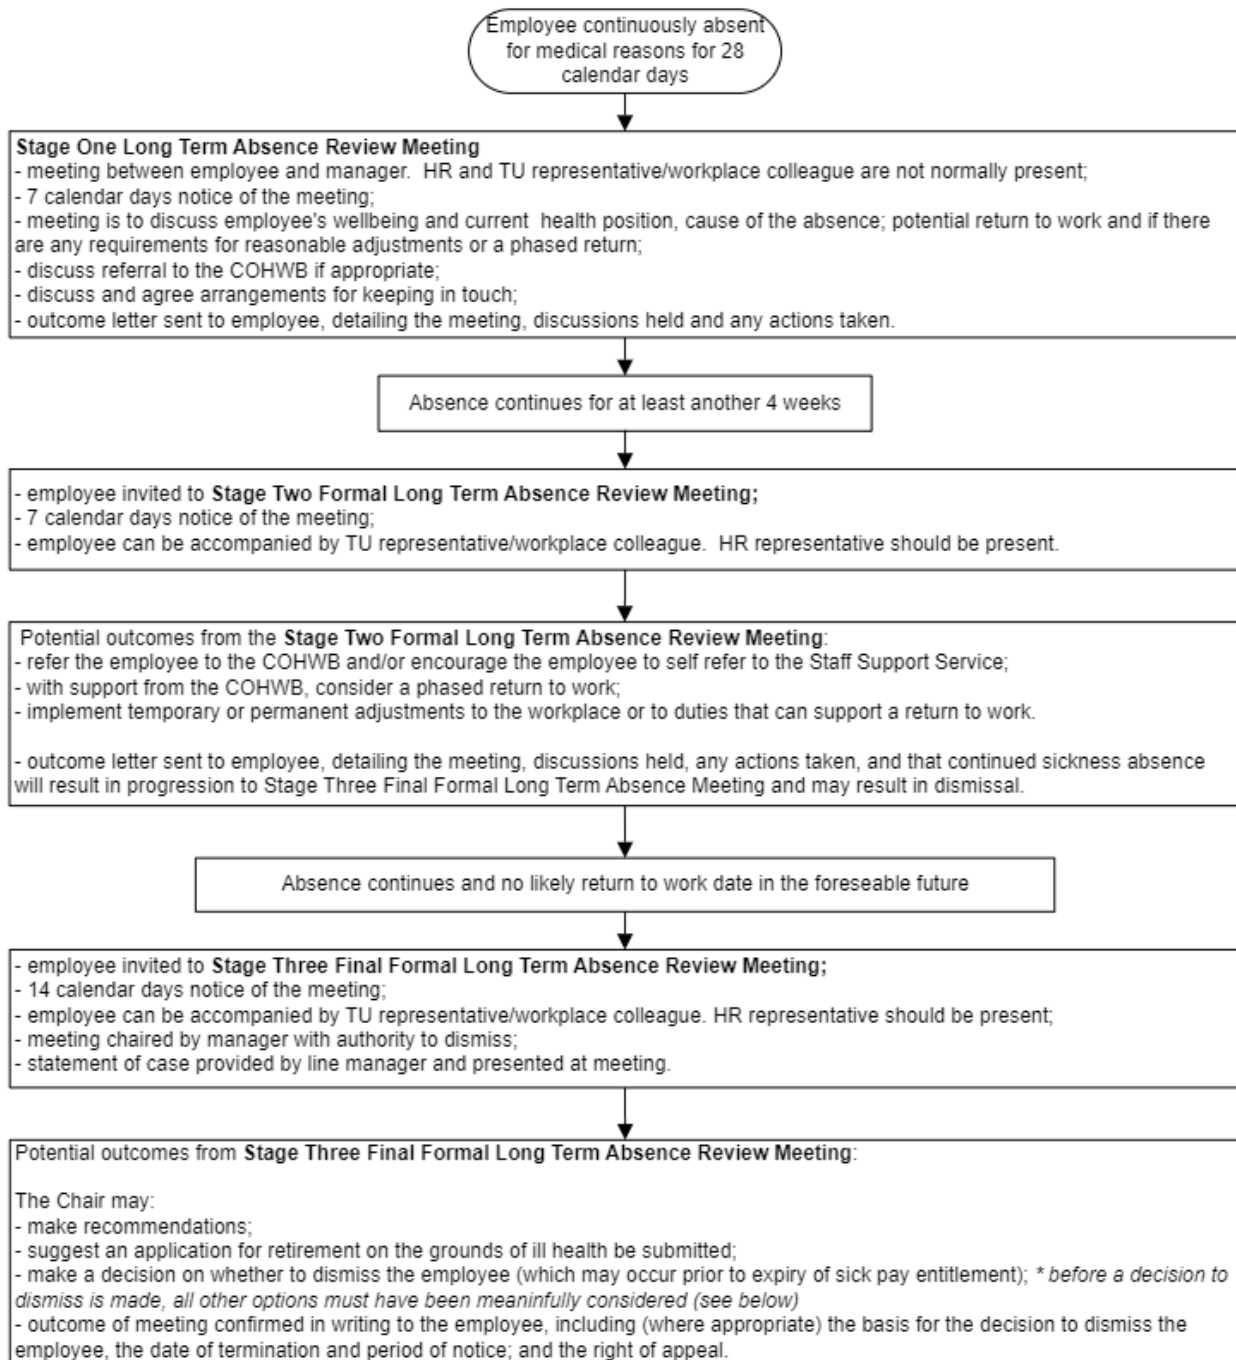 Employee continuously absent
for medical reasons for 28
calendar days
Stage One Long Term Absence Review Meeting
- meeting between employee and manager.  HR and TU representative/workplace colleague are not normally present;
- 7 calendar days notice of the meeting;
- meeting is to discuss employee's wellbeing and current  health position, cause of the absence; potential return to work and if there
are any requirements for reasonable adjustments or a phased return;
- discuss referral to the COHWB if appropriate;
- discuss and agree arrangements for keeping in touch;
- outcome letter sent to employee, detailing the meeting, discussions held and any actions taken.
Absence continues for at least another 4 weeks
- employee invited to Stage Two Formal Long Term Absence Review Meeting;
- 7 calendar days notice of the meeting;
- employee can be accompanied by TU representative/workplace colleague.  HR representative should be present.
Potential outcomes from the Stage Two Formal Long Term Absence Review Meeting:
- refer the employee to the COHWB and/or encourage the employee to self refer to the Staff Support Service;
- with support from the COHWB, consider a phased return to work;
- implement temporary or permanent adjustments to the workplace or to duties that can support a return to work.
- outcome letter sent to employee, detailing the meeting, discussions held, any actions taken, and that continued sickness absence
will result in progression to Stage Three Final Formal Long Term Absence Meeting and may result in dismissal.
Absence continues and no likely return to work date in the foreseable future
- employee invited to Stage Three Final Formal Long Term Absence Review Meeting;
- 14 calendar days notice of the meeting;
- employee can be accompanied by TU representative/workplace colleague. HR representative should be present;
- meeting chaired by manager with authority to dismiss;
- statement of case provided by line manager and presented at meeting.
Potential outcomes from Stage Three Final Formal Long Term Absence Review Meeting:
The Chair may:
- make recommendations;
- suggest an application for retirement on the grounds of ill health be submitted;
- make a decision on whether to dismiss the employee (which may occur prior to expiry of sick pay entitlement); * before a decision to
dismiss is made, all other options must have been meaninfully considered (see below)
- outcome of meeting confirmed in writing to the employee, including (where appropriate) the basis for the decision to dismiss the
employee, the date of termination and period of notice; and the right of appeal.